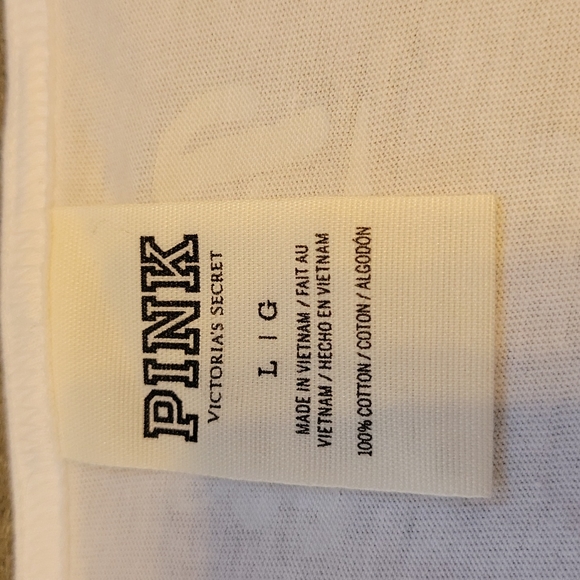 PINK
VICTORIA'S SECRET
L | G
MADE IN VIETNAM / FAIT AU
VIETNAM / HECHO EN VIETNAM
100% COTTON / COTON / ALGODÓN